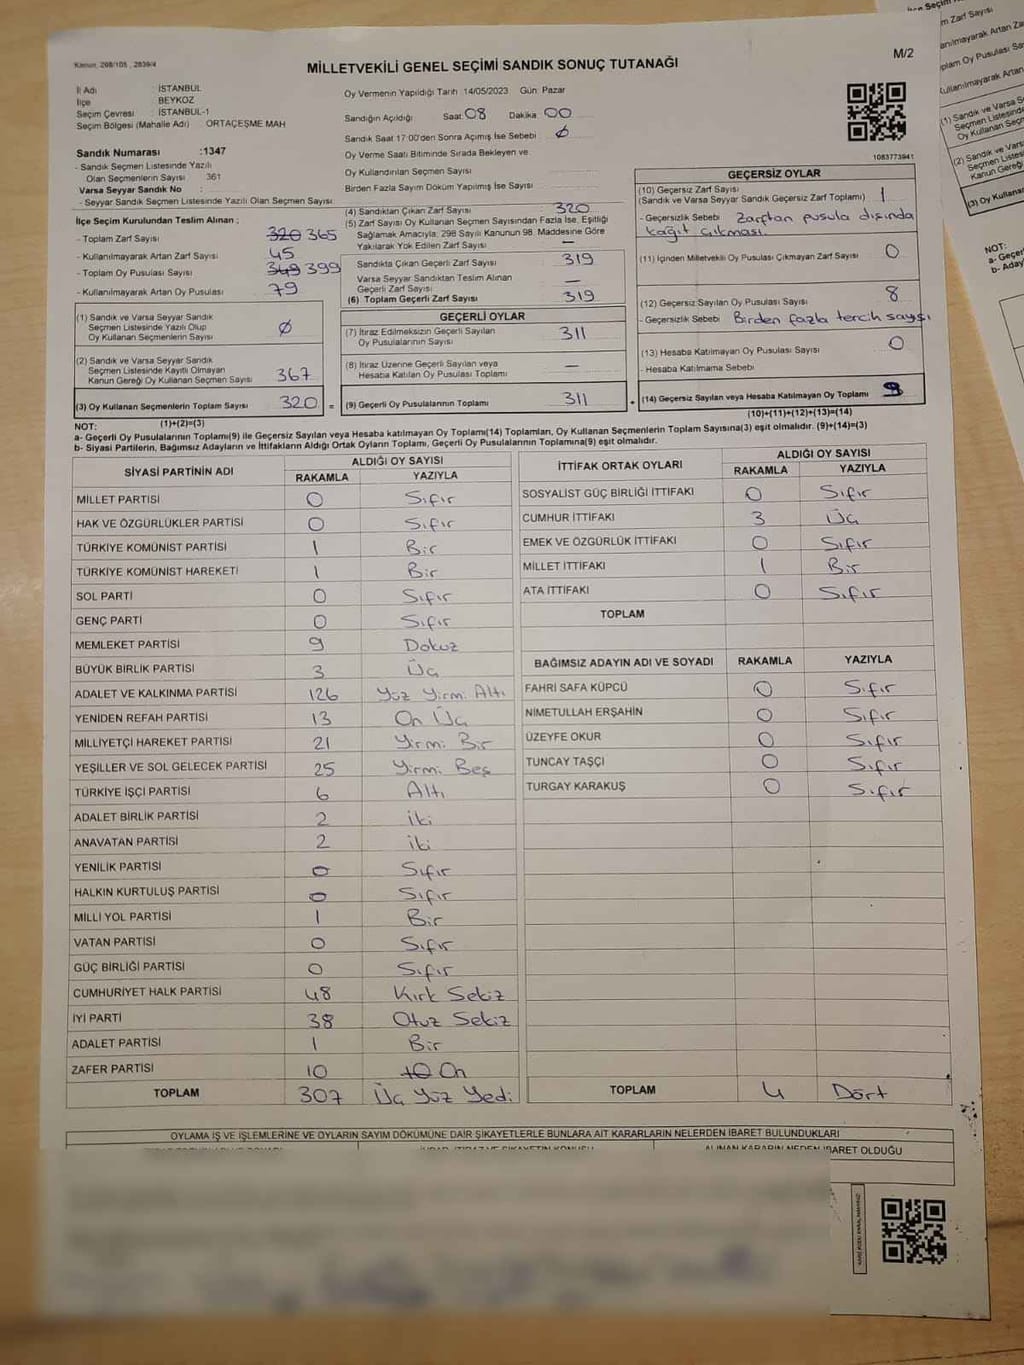 Kanun, 298/105 , 2839/4
MİLLETVEKİLİ GENEL SEÇİMİ SANDIK SONUÇ TUTANAĞI
M/2
İl Adı : İSTANBUL
İlçe : BEYKOZ
Seçim Çevresi : İSTANBUL-1
Seçim Bölgesi (Mahalle Adı) ORTAÇEŞME MAH
Sandık Numarası :1347
- Sandık Seçmen Listesinde Yazılı
Olan Seçmenlerin Sayısı 361
Varsa Seyyar Sandık No :
- Seyyar Sandık Seçmen Listesinde Yazılı Olan Seçmen Sayısı
Oy Vermenin Yapıldığı Tarih 14/05/2023 Gün Pazar
Sandığın Açıldığı Saat 08 Dakika 00
Sandık Saat 17:00'den Sonra Açımış İse Sebebi Ø
Oy Verme Saati Bitiminde Sırada Bekleyen ve
Oy Kullandırılan Seçmen Sayısı
Birden Fazla Sayım Döküm Yapılmış İse Sayısı
1083773941
İlçe Seçim Kurulundan Teslim Alınan ;
- Toplam Zarf Sayısı 320 365
- Kullanılmayarak Artan Zarf Sayısı 45
- Toplam Oy Pusulası Sayısı 349 399
- Kullanılmayarak Artan Oy Pusulası 79
(1) Sandık ve Varsa Seyyar Sandık
Seçmen Listesinde Yazılı Olup
Oy Kullanan Seçmenlerin Sayısı Ø
(2) Sandık ve Varsa Seyyar Sandık
Seçmen Listesinde Kayıtlı Olmayan
Kanun Gereği Oy Kullanan Seçmen Sayısı 367
(3) Oy Kullanan Seçmenlerin Toplam Sayısı 320 =
(1)+(2)=(3)
(4) Sandıktan Çıkan Zarf Sayısı 320
(5) Zarf Sayısı Oy Kullanan Seçmen Sayısından Fazla İse, Eşitliği
Sağlamak Amacıyla, 298 Sayılı Kanunun 98. Maddesine Göre
Yakılarak Yok Edilen Zarf Sayısı —
Sandıkta Çıkan Geçerli Zarf Sayısı 319
Varsa Seyyar Sandıktan Teslim Alınan
Geçerli Zarf Sayısı —
(6) Toplam Geçerli Zarf Sayısı 319
GEÇERLİ OYLAR
(7) İtiraz Edilmeksizin Geçerli Sayılan
Oy Pusulalarının Sayısı 311
(8) İtiraz Üzerine Geçerli Sayılan veya
Hesaba Katılan Oy Pusulası Toplamı —
(9) Geçerli Oy Pusulalarının Toplamı 311 +
GEÇERSİZ OYLAR
(10) Geçersiz Zarf Sayısı
(Sandık ve Varsa Seyyar Sandık Geçersiz Zarf Toplamı) 1
- Geçersizlik Sebebi Zarftan pusula dışında
kağıt çıkması.
(11) İçinden Milletvekili Oy Pusulası Çıkmayan Zarf Sayısı 0
(12) Geçersiz Sayılan Oy Pusulası Sayısı 8
- Geçersizlik Sebebi Birden fazla tercih sayısı
(13) Hesaba Katılmayan Oy Pusulası Sayısı 0
- Hesaba Katılmama Sebebi
(14) Geçersiz Sayılan veya Hesaba Katılmayan Oy Toplamı 9
(10)+(11)+(12)+(13)=(14)
NOT:
a- Geçerli Oy Pusulalarının Toplamı(9) ile Geçersiz Sayılan veya Hesaba katılmayan Oy Toplamı(14) Toplamları, Oy Kullanan Seçmenlerin Toplam Sayısına(3) eşit olmalıdır. (9)+(14)=(3)
b- Siyasi Partilerin, Bağımsız Adayların ve İttifakların Aldığı Ortak Oyların Toplamı, Geçerli Oy Pusulalarının Toplamına(9) eşit olmalıdır.
SİYASİ PARTİNİN ADI ALDIĞI OY SAYISI
RAKAMLA YAZIYLA
MİLLET PARTİSİ 0 Sıfır
HAK VE ÖZGÜRLÜKLER PARTİSİ 0 Sıfır
TÜRKİYE KOMÜNİST PARTİSİ 1 Bir
TÜRKİYE KOMÜNİST HAREKETİ 1 Bir
SOL PARTİ 0 Sıfır
GENÇ PARTİ 0 Sıfır
MEMLEKET PARTİSİ 9 Dokuz
BÜYÜK BİRLİK PARTİSİ 3 Üç
ADALET VE KALKINMA PARTİSİ 126 Yüz Yirmi Altı
YENİDEN REFAH PARTİSİ 13 On Üç
MİLLİYETÇİ HAREKET PARTİSİ 21 Yirmi Bir
YEŞİLLER VE SOL GELECEK PARTİSİ 25 Yirmi Beş
TÜRKİYE İŞÇİ PARTİSİ 6 Altı
ADALET BİRLİK PARTİSİ 2 iki
ANAVATAN PARTİSİ 2 iki
YENİLİK PARTİSİ 0 Sıfır
HALKIN KURTULUŞ PARTİSİ 0 Sıfır
MİLLİ YOL PARTİSİ 1 Bir
VATAN PARTİSİ 0 Sıfır
GÜÇ BİRLİĞİ PARTİSİ 0 Sıfır
CUMHURİYET HALK PARTİSİ 48 Kırk Sekiz
İYİ PARTİ 38 Otuz Sekiz
ADALET PARTİSİ 1 Bir
ZAFER PARTİSİ 10 10 On
TOPLAM 307 Üç Yüz Yedi
İTTİFAK ORTAK OYLARI ALDIĞI OY SAYISI
RAKAMLA YAZIYLA
SOSYALİST GÜÇ BİRLİĞİ İTTİFAKI 0 Sıfır
CUMHUR İTTİFAKI 3 Üç
EMEK VE ÖZGÜRLÜK İTTİFAKI 0 Sıfır
MİLLET İTTİFAKI 1 Bir
ATA İTTİFAKI 0 Sıfır
TOPLAM
BAĞIMSIZ ADAYIN ADI VE SOYADI RAKAMLA YAZIYLA
FAHRİ SAFA KÜPCÜ 0 Sıfır
NİMETULLAH ERŞAHİN 0 Sıfır
ÜZEYFE OKUR 0 Sıfır
TUNCAY TAŞÇI 0 Sıfır
TURGAY KARAKUŞ 0 Sıfır
TOPLAM 4 Dört
OYLAMA İŞ VE İŞLEMLERİNE VE OYLARIN SAYIM DÖKÜMÜNE DAİR ŞİKAYETLERLE BUNLARA AİT KARARLARIN NELERDEN İBARET BULUNDUKLARI
ALINAN KARARIN NEDEN İBARET OLDUĞU